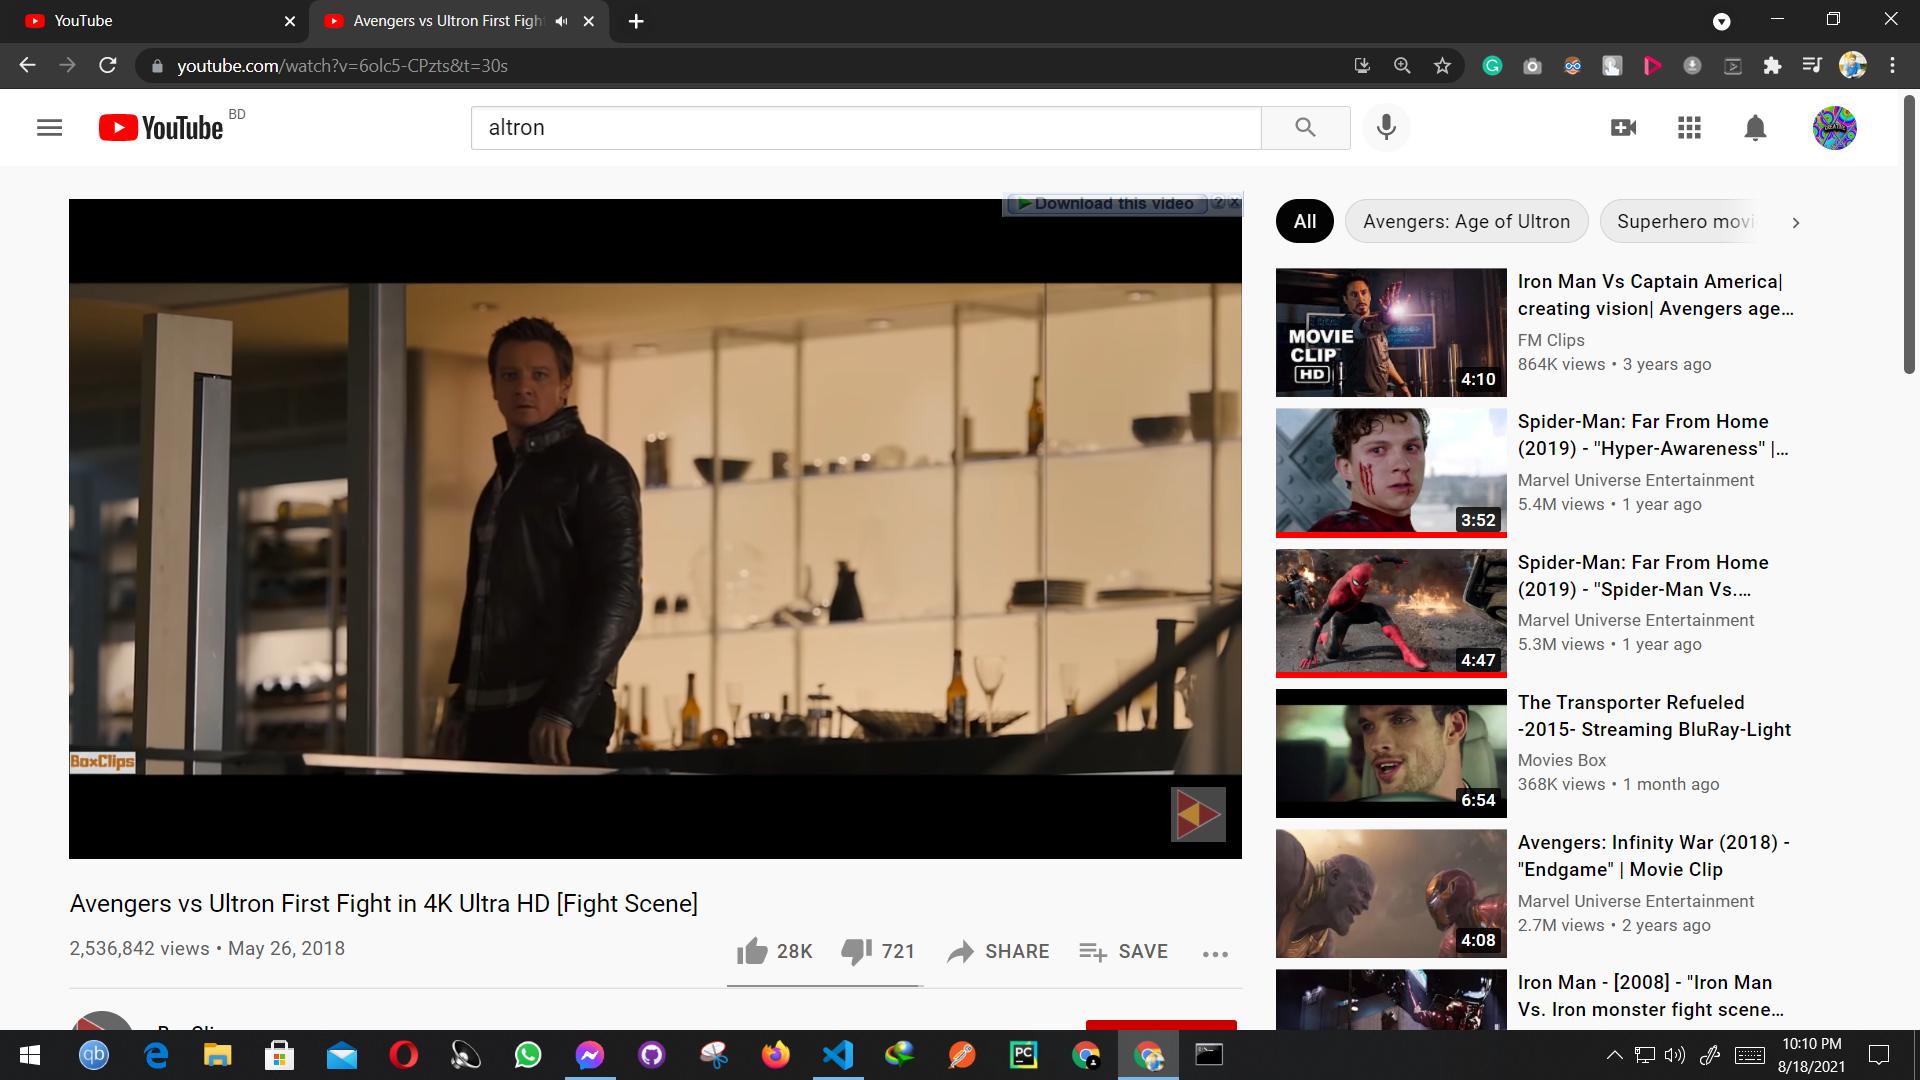 YouTube
Avengers vs Ultron First Fight
youtube.com/watch?v=6olc5-CPzts&t=30s
YouTube BD
altron
Download this video
All
Avengers: Age of Ultron
Superhero movi
MOVIE
CLIP
HD
4:10
Iron Man Vs Captain America|
creating vision| Avengers age...
FM Clips
864K views • 3 years ago
3:52
Spider-Man: Far From Home
(2019) - "Hyper-Awareness" |...
Marvel Universe Entertainment
5.4M views • 1 year ago
4:47
Spider-Man: Far From Home
(2019) - "Spider-Man Vs....
Marvel Universe Entertainment
5.3M views • 1 year ago
6:54
The Transporter Refueled
-2015- Streaming BluRay-Light
Movies Box
368K views • 1 month ago
4:08
Avengers: Infinity War (2018) -
"Endgame" | Movie Clip
Marvel Universe Entertainment
2.7M views • 2 years ago
Iron Man - [2008] - "Iron Man
Vs. Iron monster fight scene...
BoxClips
Avengers vs Ultron First Fight in 4K Ultra HD [Fight Scene]
2,536,842 views • May 26, 2018
28K
721
SHARE
SAVE
qb
PC
10:10 PM
8/18/2021